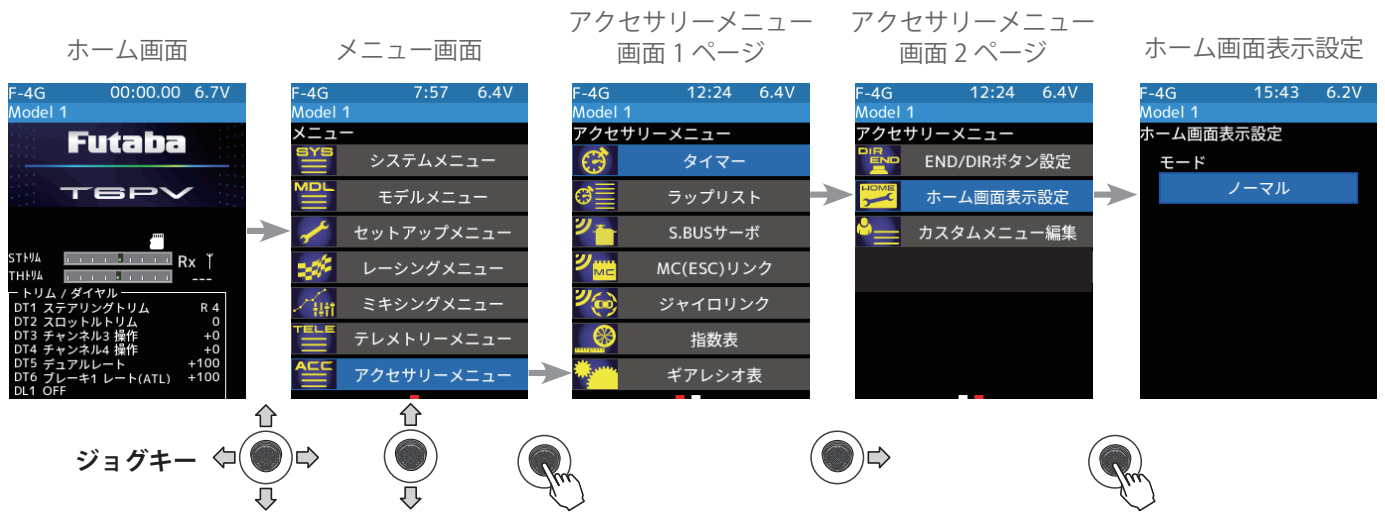 ホーム画面
F-4G 00:00.00 6.7V
Model 1
Futaba
T6PV
STトリム
Rx
THトリム
---
トリム / ダイヤル
DT1 ステアリングトリム R 4
DT2 スロットルトリム 0
DT3 チャンネル3 操作 +0
DT4 チャンネル4 操作 +0
DT5 デュアルレート +100
DT6 ブレーキ1 レート(ATL) +100
DL1 OFF
メニュー画面
F-4G 7:57 6.4V
Model 1
メニュー
SYS システムメニュー
MDL モデルメニュー
セットアップメニュー
レーシングメニュー
ミキシングメニュー
TELE テレメトリーメニュー
ACC アクセサリーメニュー
アクセサリーメニュー
画面 1 ページ
F-4G 12:24 6.4V
Model 1
アクセサリーメニュー
タイマー
ラップリスト
S.BUSサーボ
MC MC(ESC)リンク
ジャイロリンク
指数表
ギアレシオ表
アクセサリーメニュー
画面 2 ページ
F-4G 12:24 6.4V
Model 1
アクセサリーメニュー
DIR
END END/DIRボタン設定
HOME ホーム画面表示設定
カスタムメニュー編集
ホーム画面表示設定
F-4G 15:43 6.2V
Model 1
ホーム画面表示設定
モード
ノーマル
ジョグキー